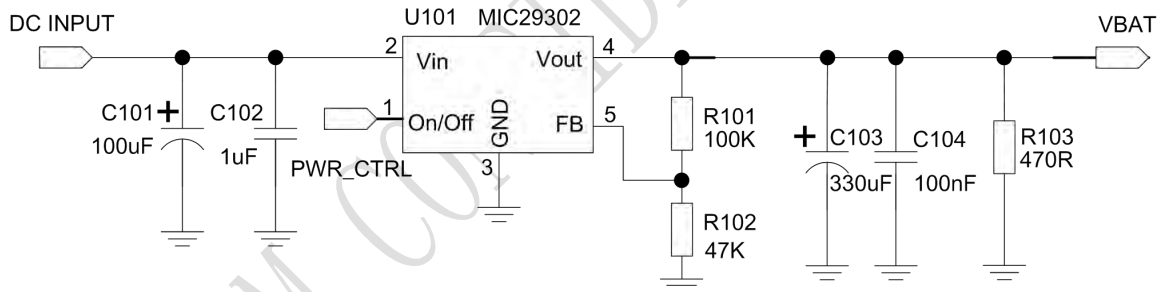 DC INPUT
U101 MIC29302
VBAT
2
Vin
Vout
4
C101
+
100uF
C102
1uF
1
On/Off
PWR_CTRL
GND
3
FB
5
R101
100K
R102
47K
+
C103
330uF
C104
100nF
R103
470R